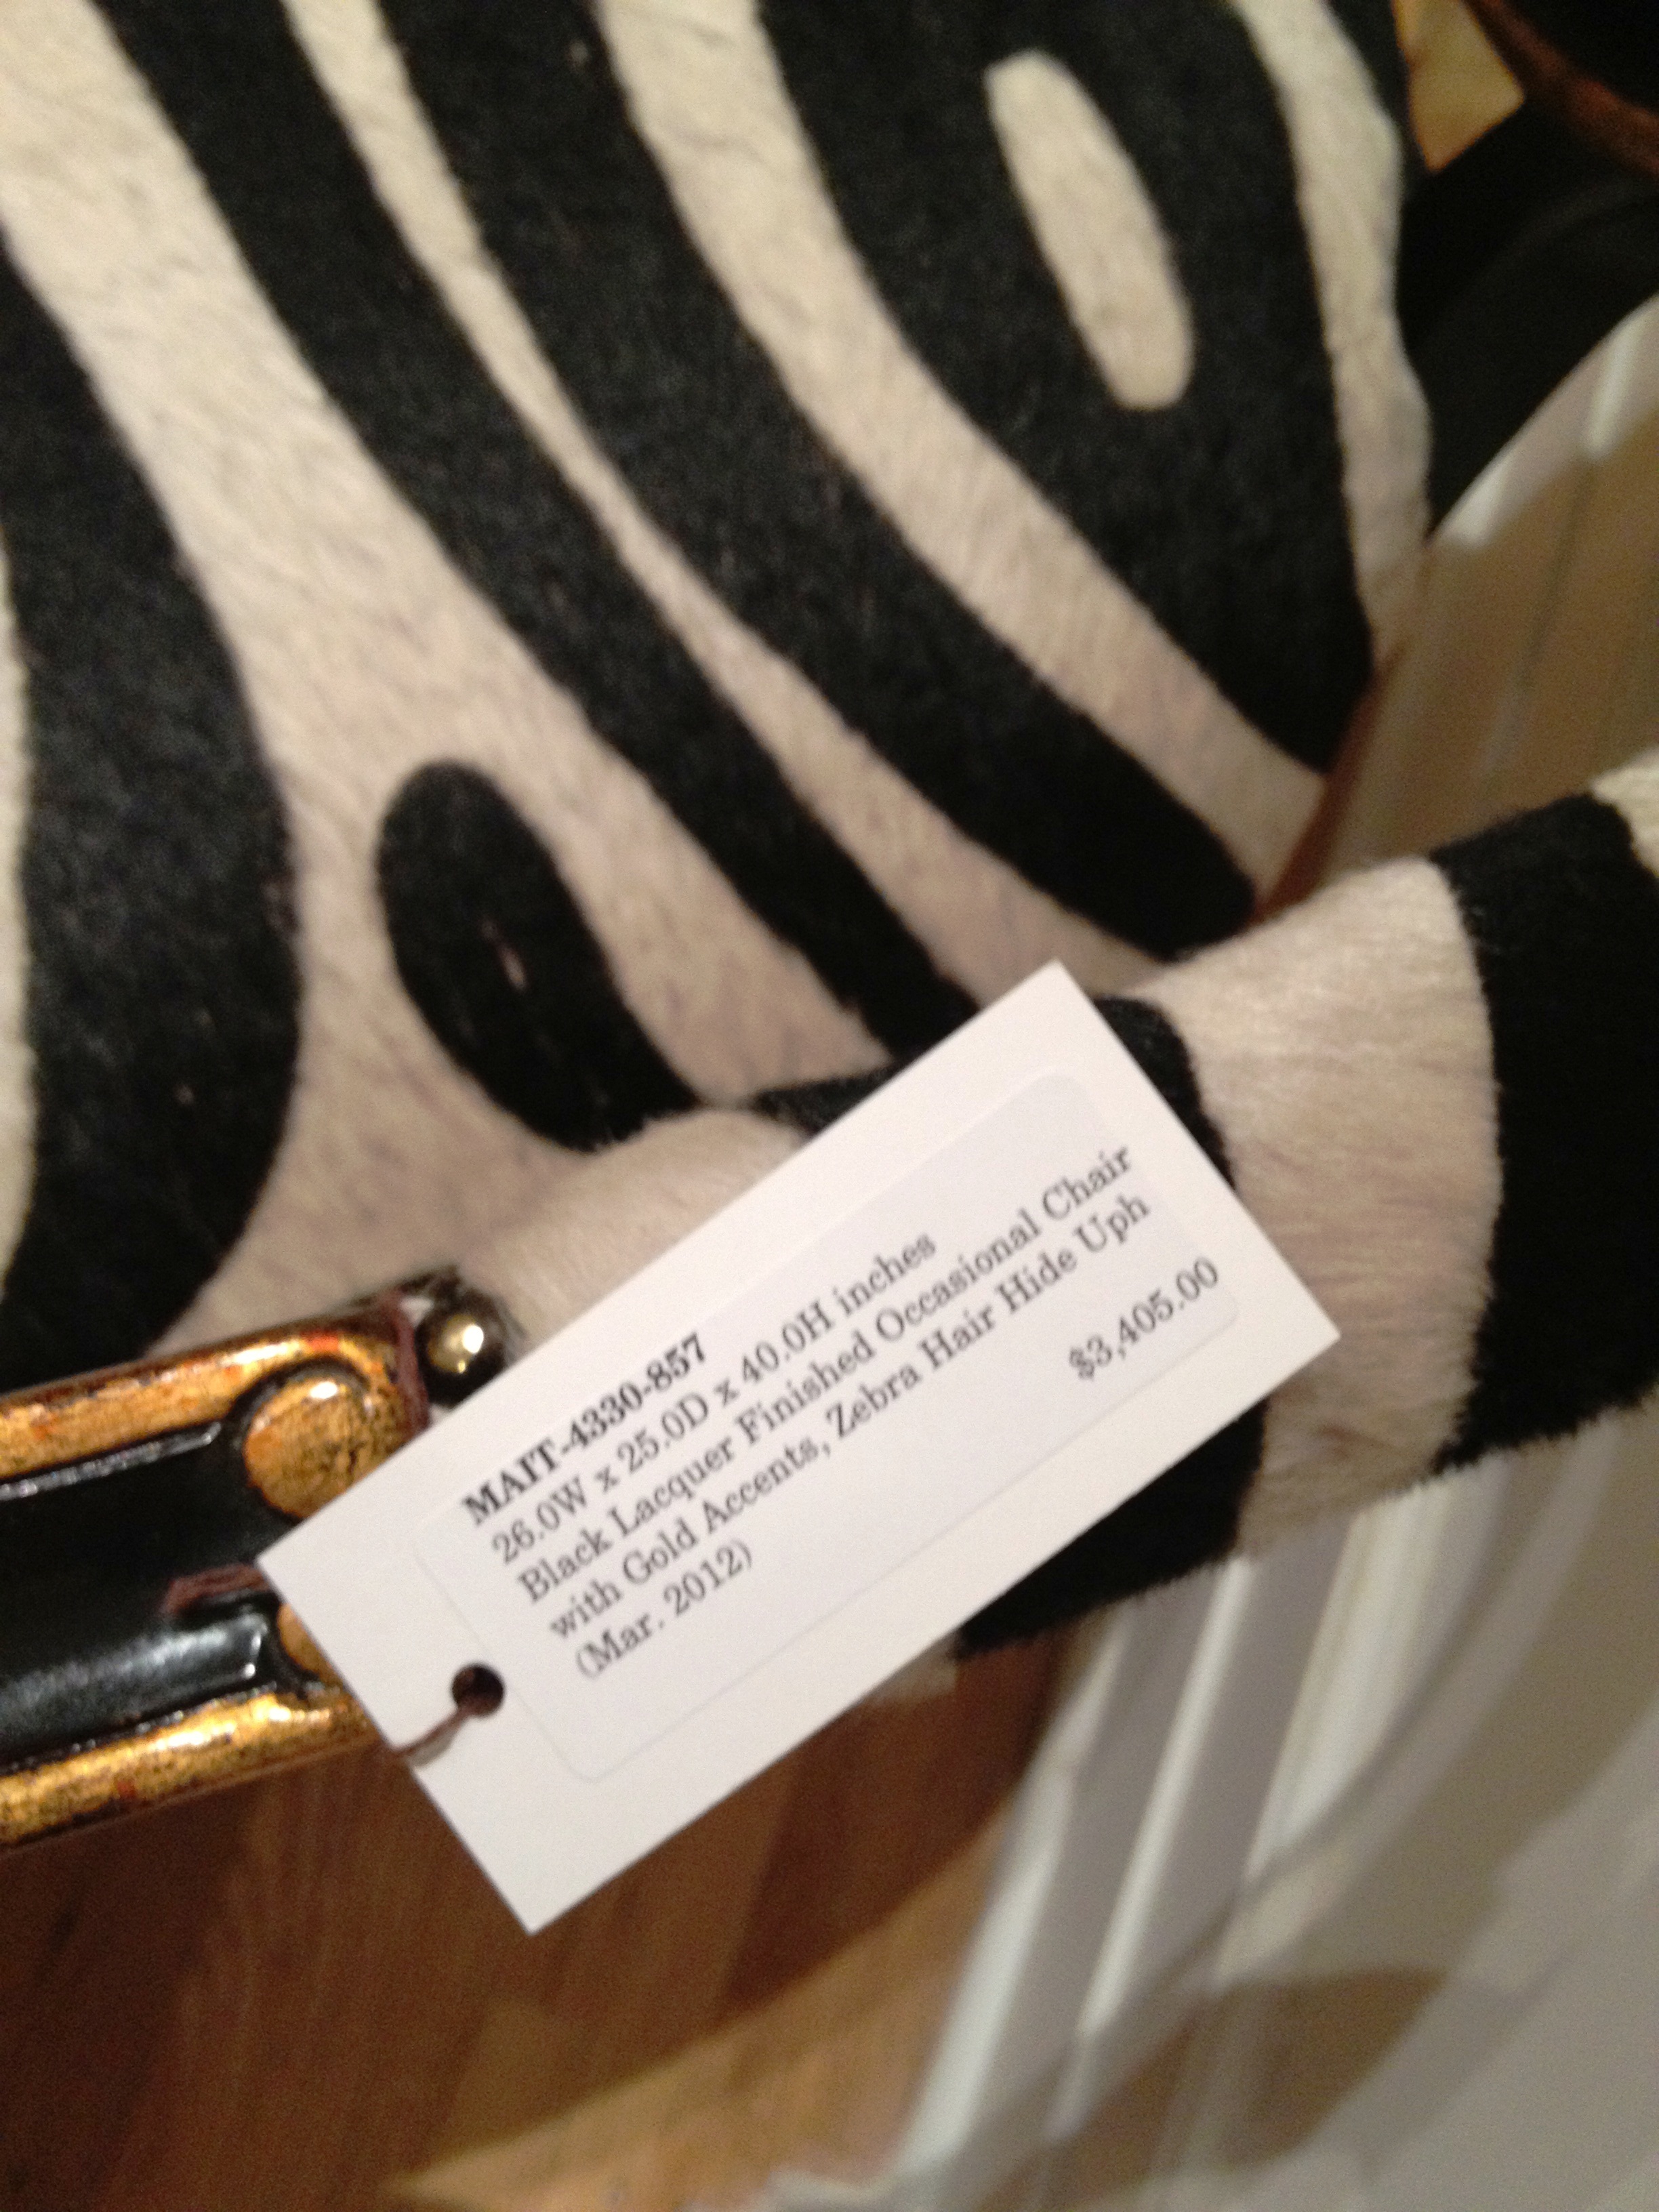 MAIT-4330-857
26.0W x 25.0D x 40.0H inches
Black Lacquer Finished Occasional Chair
with Gold Accents, Zebra Hair Hide Uph
(Mar. 2012)
$3,405.00